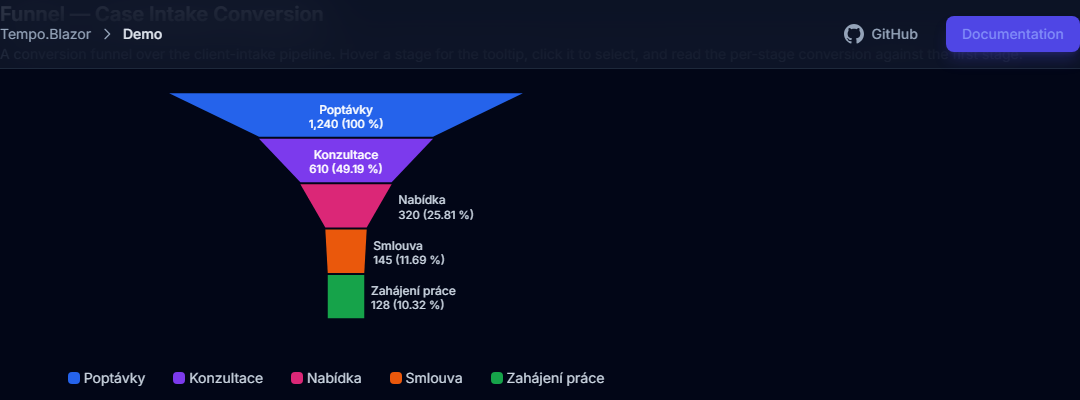 Funnel — Case Intake Conversion
Tempo.Blazor > Demo
GitHub
Documentation
A conversion funnel over the client-intake pipeline. Hover a stage for the tooltip, click it to select, and read the per-stage conversion against the first stage.
Poptávky
1,240 (100 %)
Konzultace
610 (49.19 %)
Nabídka
320 (25.81 %)
Smlouva
145 (11.69 %)
Zahájení práce
128 (10.32 %)
Poptávky Konzultace Nabídka Smlouva Zahájení práce